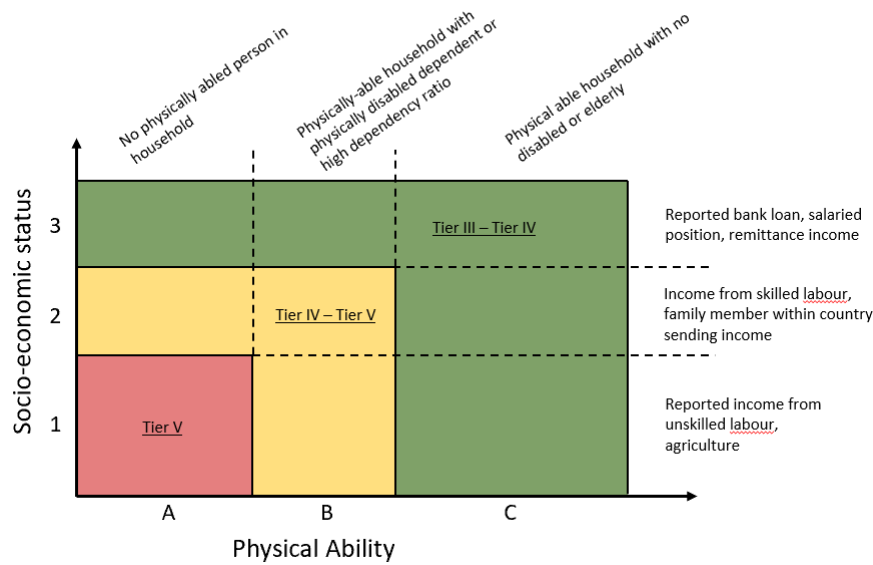 No physically abled person in
household
Physically-able household with
physically disabled dependent or
high dependency ratio
Physical able household with no
disabled or elderly
Socio-economic status
3
Tier III – Tier IV
Reported bank loan, salaried
position, remittance income
2
Tier IV – Tier V
Income from skilled labour,
family member within country
sending income
1
Tier V
Reported income from
unskilled labour,
agriculture
A
B
C
Physical Ability